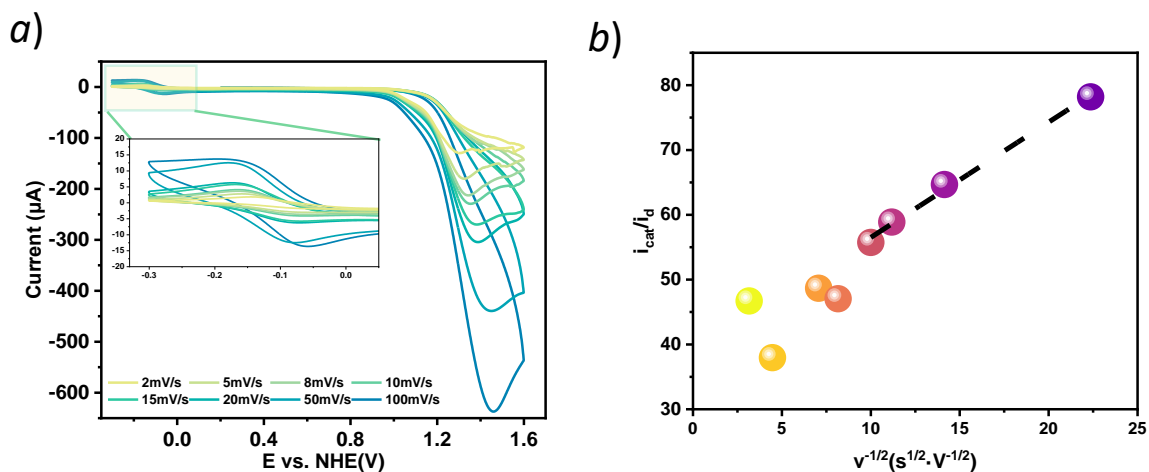 a)
0
-100
-200
-300
-400
-500
-600
Current (µA)
20
15
10
5
0
-5
-10
-15
-20
-0.3
-0.2
-0.1
0.0
2mV/s 5mV/s 8mV/s 10mV/s
15mV/s 20mV/s 50mV/s 100mV/s
0.0 0.4 0.8 1.2 1.6
E vs. NHE(V)
b)
80
70
60
50
40
30
i_cat/i_d
0 5 10 15 20 25
v^-1/2(s^1/2·V^-1/2)